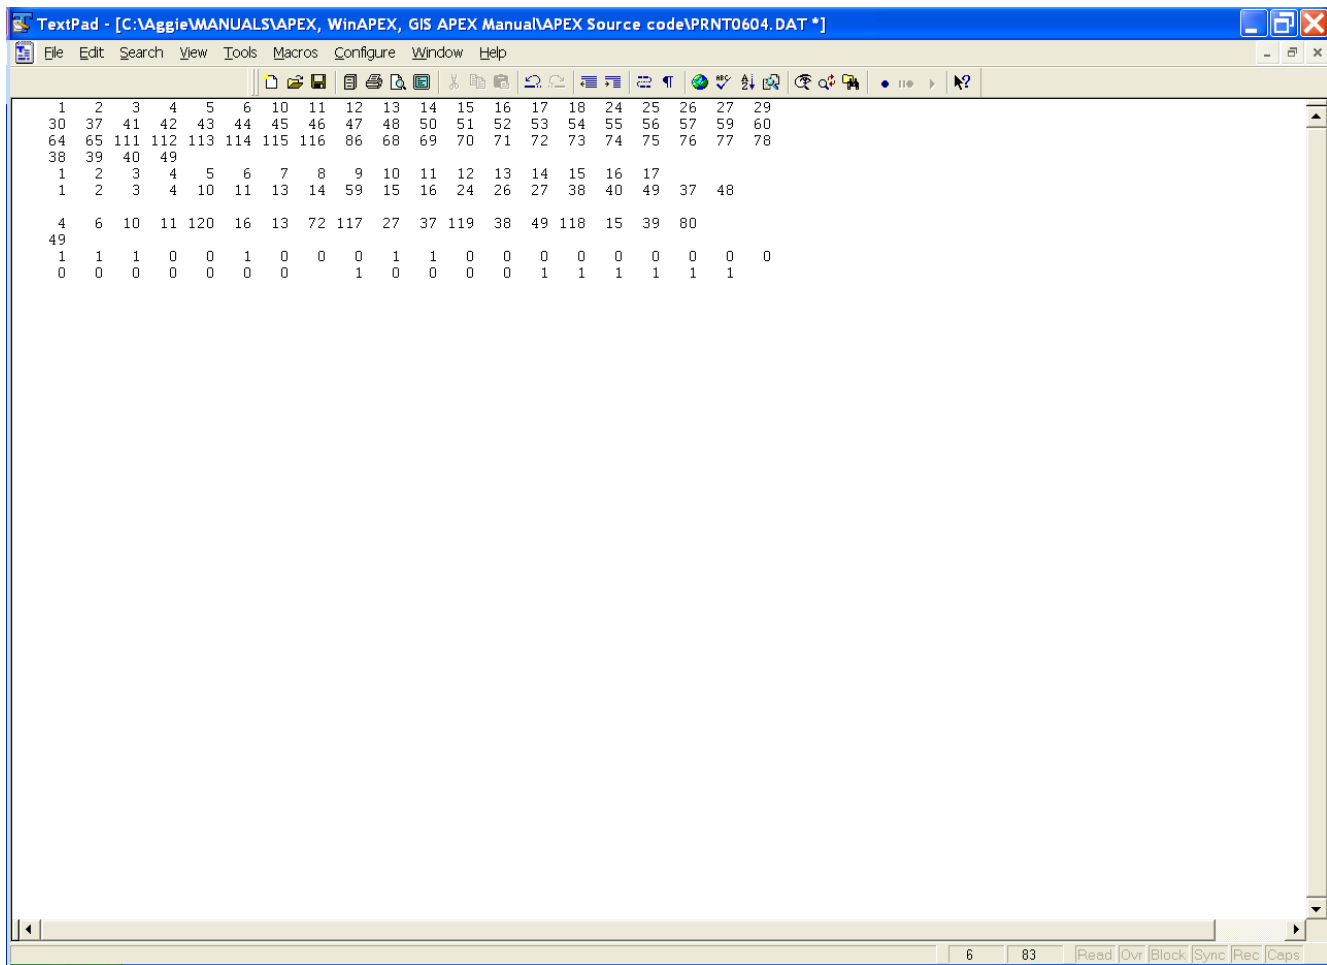 TextPad - [C:\Aggie\MANUALS\APEX, WinAPEX, GIS APEX Manual\APEX Source code\PRNT0604.DAT *]
File Edit Search View Tools Macros Configure Window Help
1 2 3 4 5 6 10 11 12 13 14 15 16 17 18 24 25 26 27 29
30 37 41 42 43 44 45 46 47 48 50 51 52 53 54 55 56 57 59 60
64 65 111 112 113 114 115 116 86 68 69 70 71 72 73 74 75 76 77 78
38 39 40 49
1 2 3 4 5 6 7 8 9 10 11 12 13 14 15 16 17
1 2 3 4 10 11 13 14 59 15 16 24 26 27 38 40 49 37 48
4 6 10 11 120 16 13 72 117 27 37 119 38 49 118 15 39 80
49
1 1 1 0 0 1 0 0 0 1 1 0 0 0 0 0 0 0 0 0
0 0 0 0 0 0 0 1 0 0 0 0 1 1 1 1 1 1
6 83 Read Ovr Block Sync Rec Caps